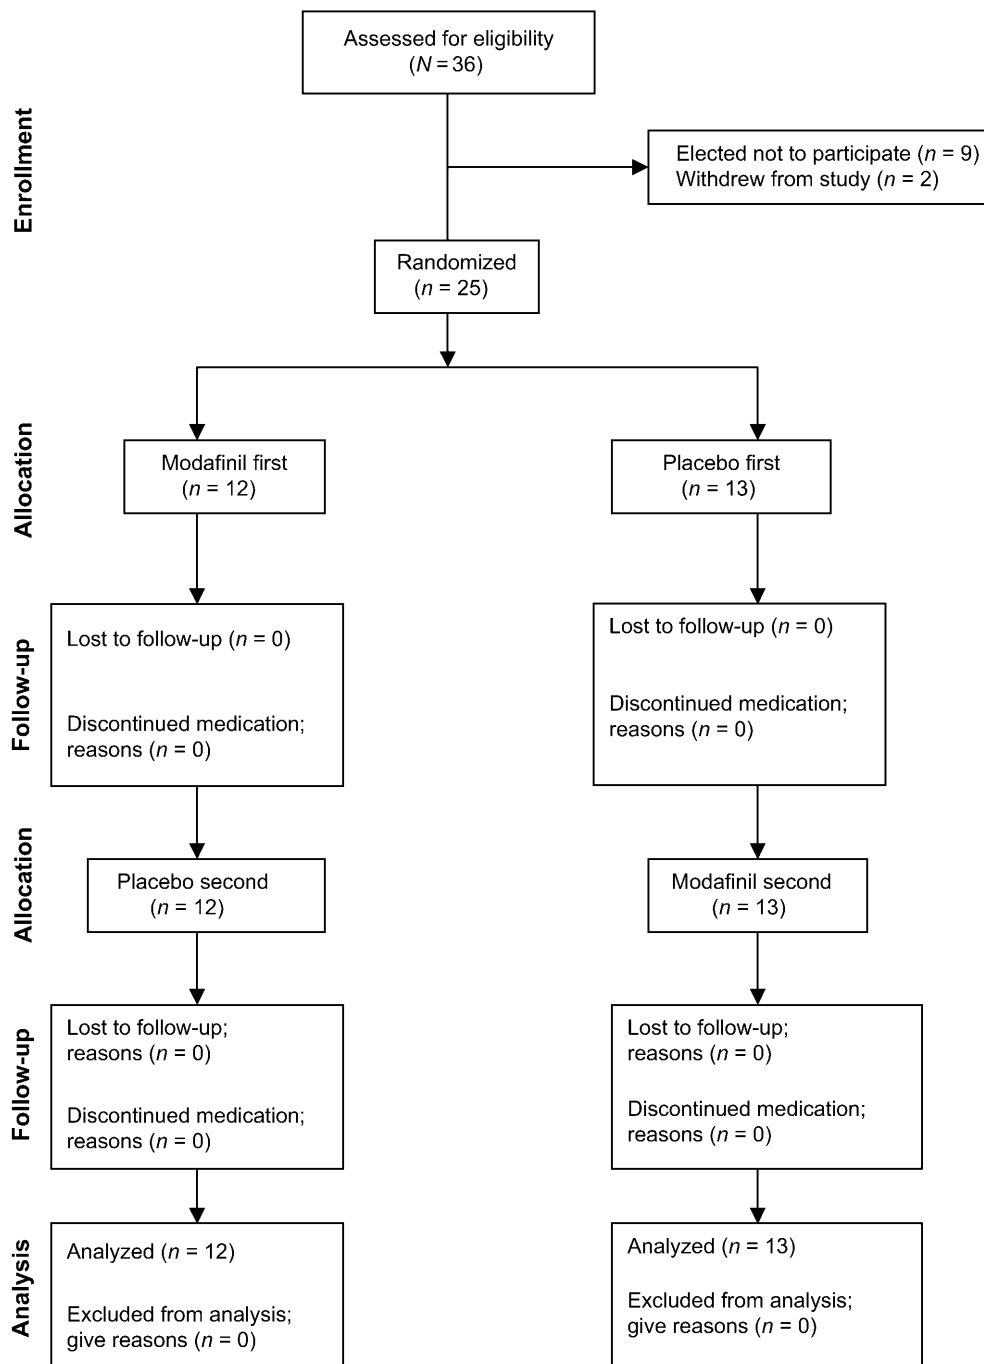 Assessed for eligibility
(N = 36)
Enrollment
Elected not to participate (n = 9)
Withdrew from study (n = 2)
Randomized
(n = 25)
Allocation
Modafinil first
(n = 12)
Placebo first
(n = 13)
Follow-up
Lost to follow-up (n = 0)
Discontinued medication;
reasons (n = 0)
Lost to follow-up (n = 0)
Discontinued medication;
reasons (n = 0)
Allocation
Placebo second
(n = 12)
Modafinil second
(n = 13)
Follow-up
Lost to follow-up;
reasons (n = 0)
Discontinued medication;
reasons (n = 0)
Lost to follow-up;
reasons (n = 0)
Discontinued medication;
reasons (n = 0)
Analysis
Analyzed (n = 12)
Excluded from analysis;
give reasons (n = 0)
Analyzed (n = 13)
Excluded from analysis;
give reasons (n = 0)